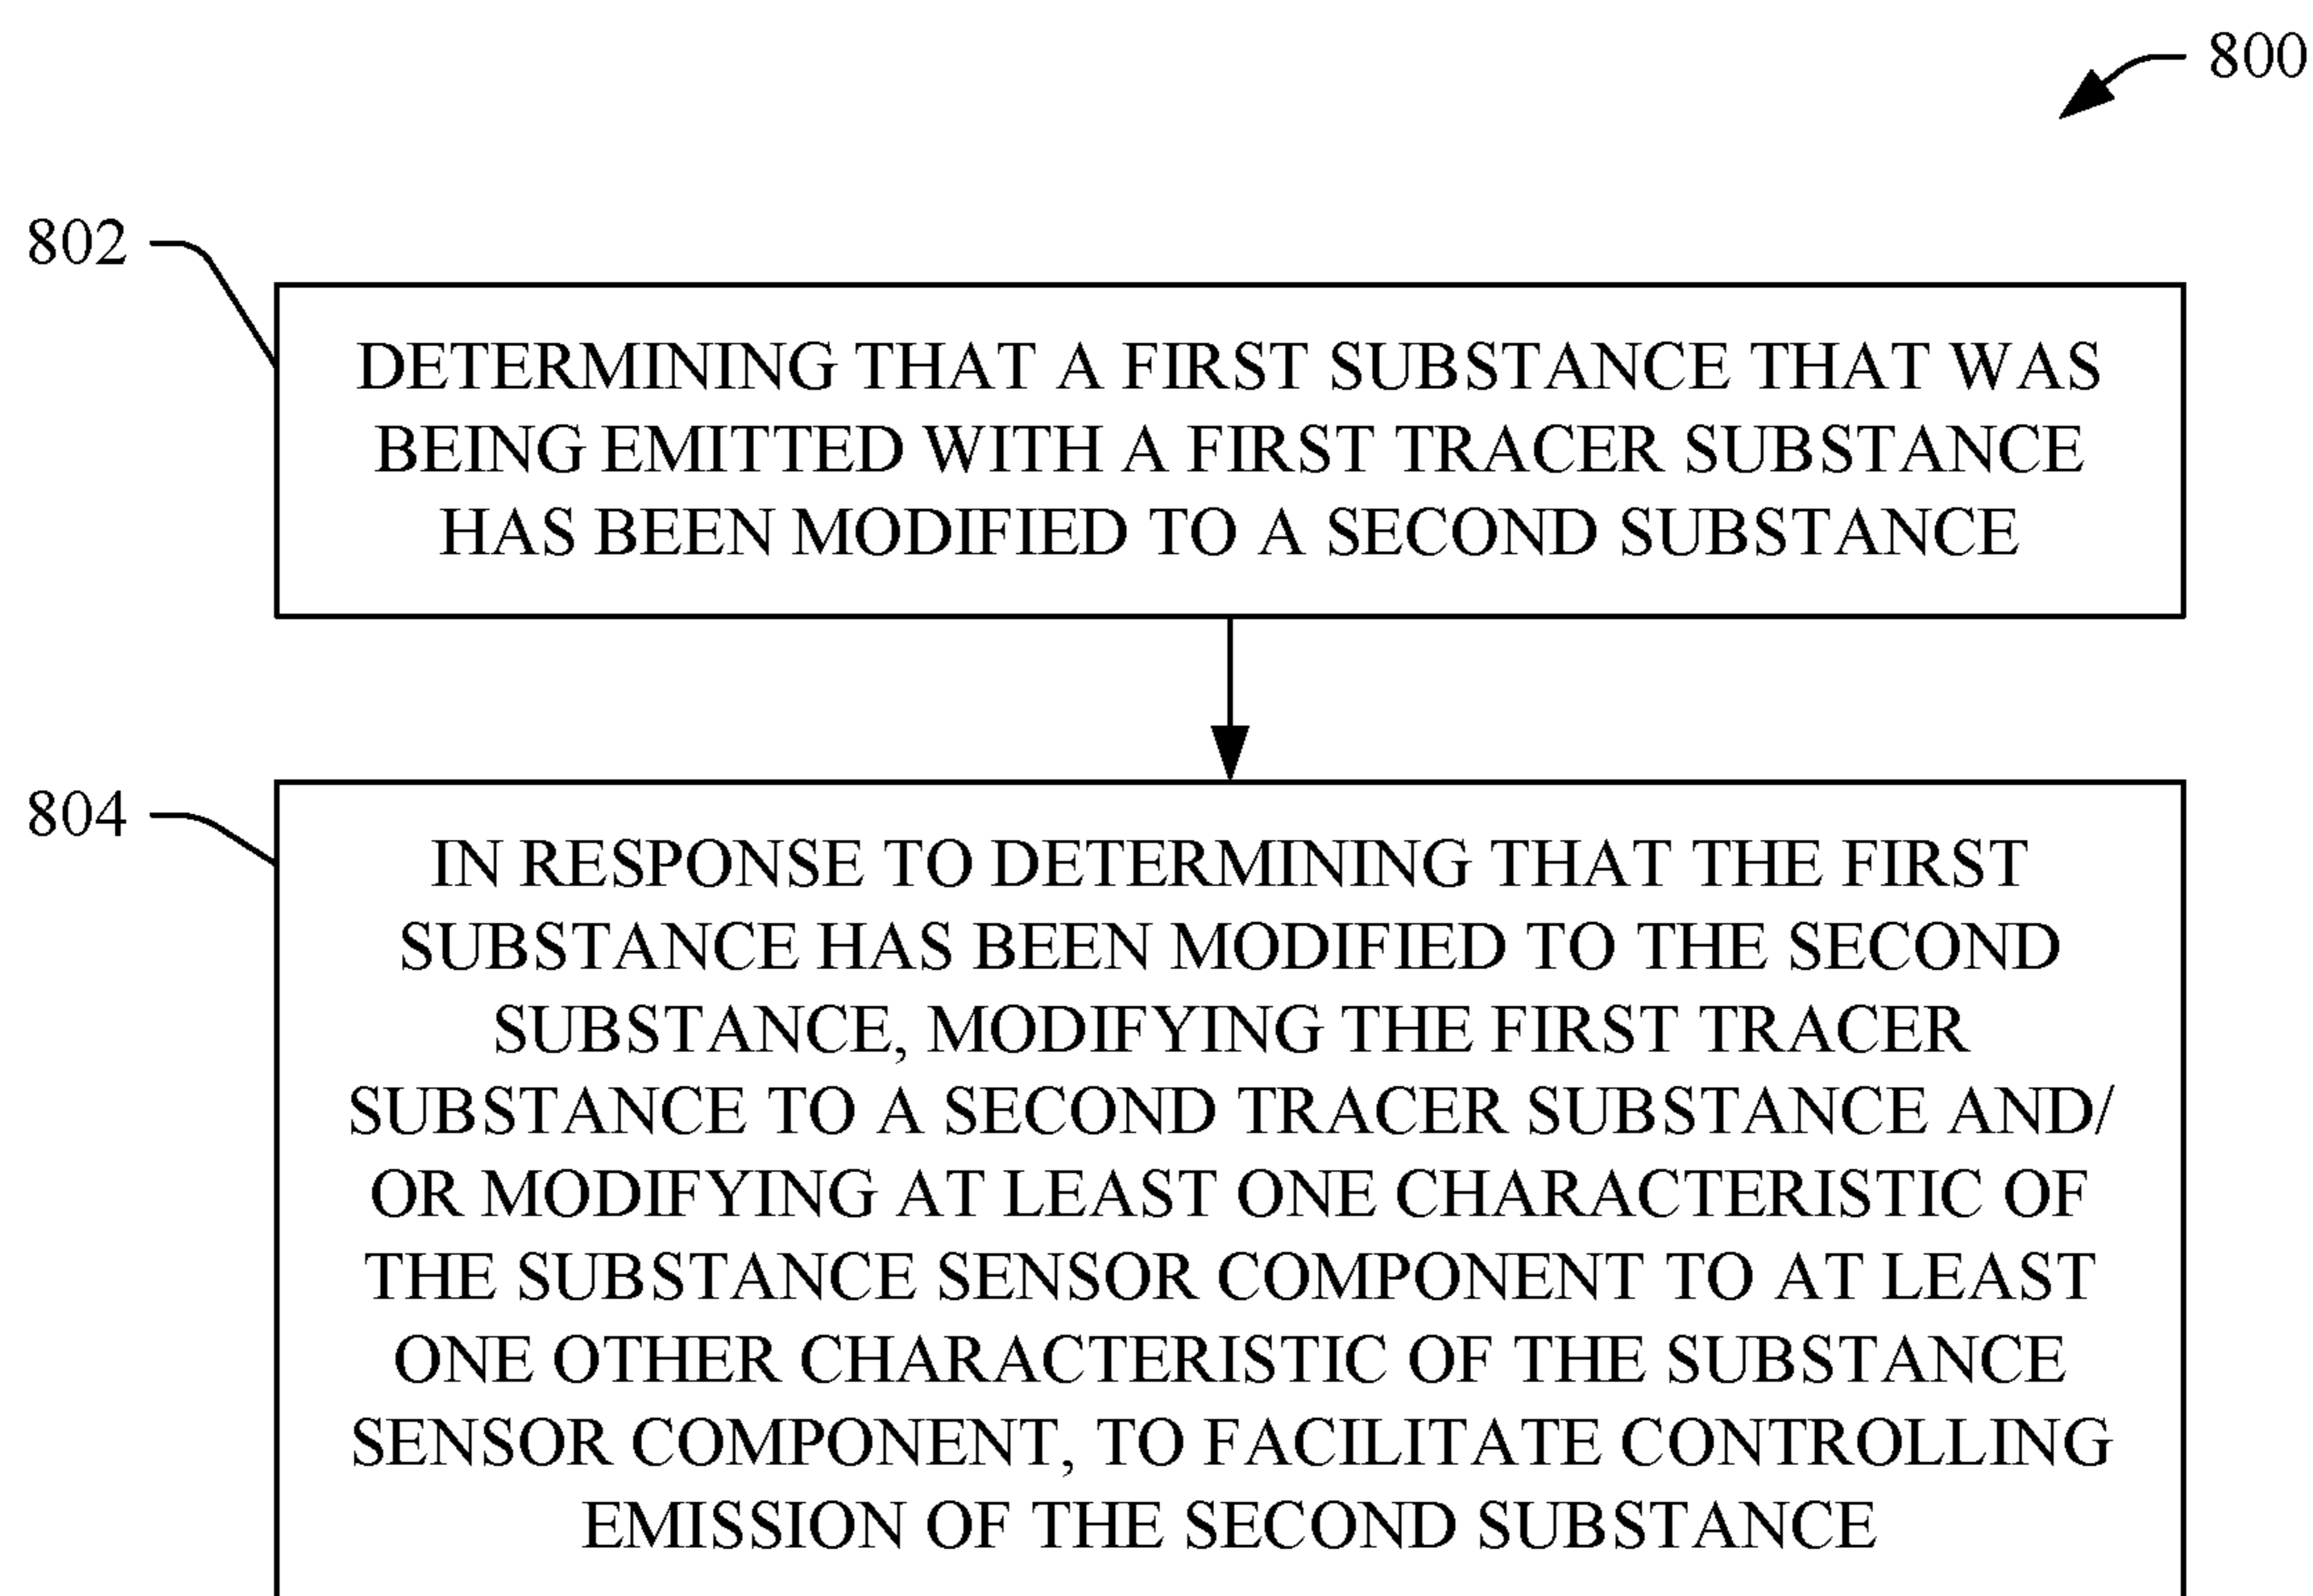 800
802
DETERMINING THAT A FIRST SUBSTANCE THAT WAS
BEING EMITTED WITH A FIRST TRACER SUBSTANCE
HAS BEEN MODIFIED TO A SECOND SUBSTANCE
804
IN RESPONSE TO DETERMINING THAT THE FIRST
SUBSTANCE HAS BEEN MODIFIED TO THE SECOND
SUBSTANCE, MODIFYING THE FIRST TRACER
SUBSTANCE TO A SECOND TRACER SUBSTANCE AND/
OR MODIFYING AT LEAST ONE CHARACTERISTIC OF
THE SUBSTANCE SENSOR COMPONENT TO AT LEAST
ONE OTHER CHARACTERISTIC OF THE SUBSTANCE
SENSOR COMPONENT, TO FACILITATE CONTROLLING
EMISSION OF THE SECOND SUBSTANCE